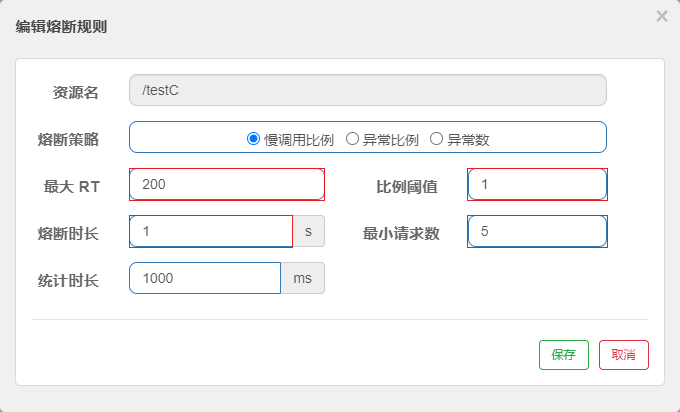 编辑熔断规则 ×
资源名 /testC
熔断策略 慢调用比例 异常比例 异常数
最大 RT 200 比例阈值 1
熔断时长 1 s 最小请求数 5
统计时长 1000 ms
保存 取消